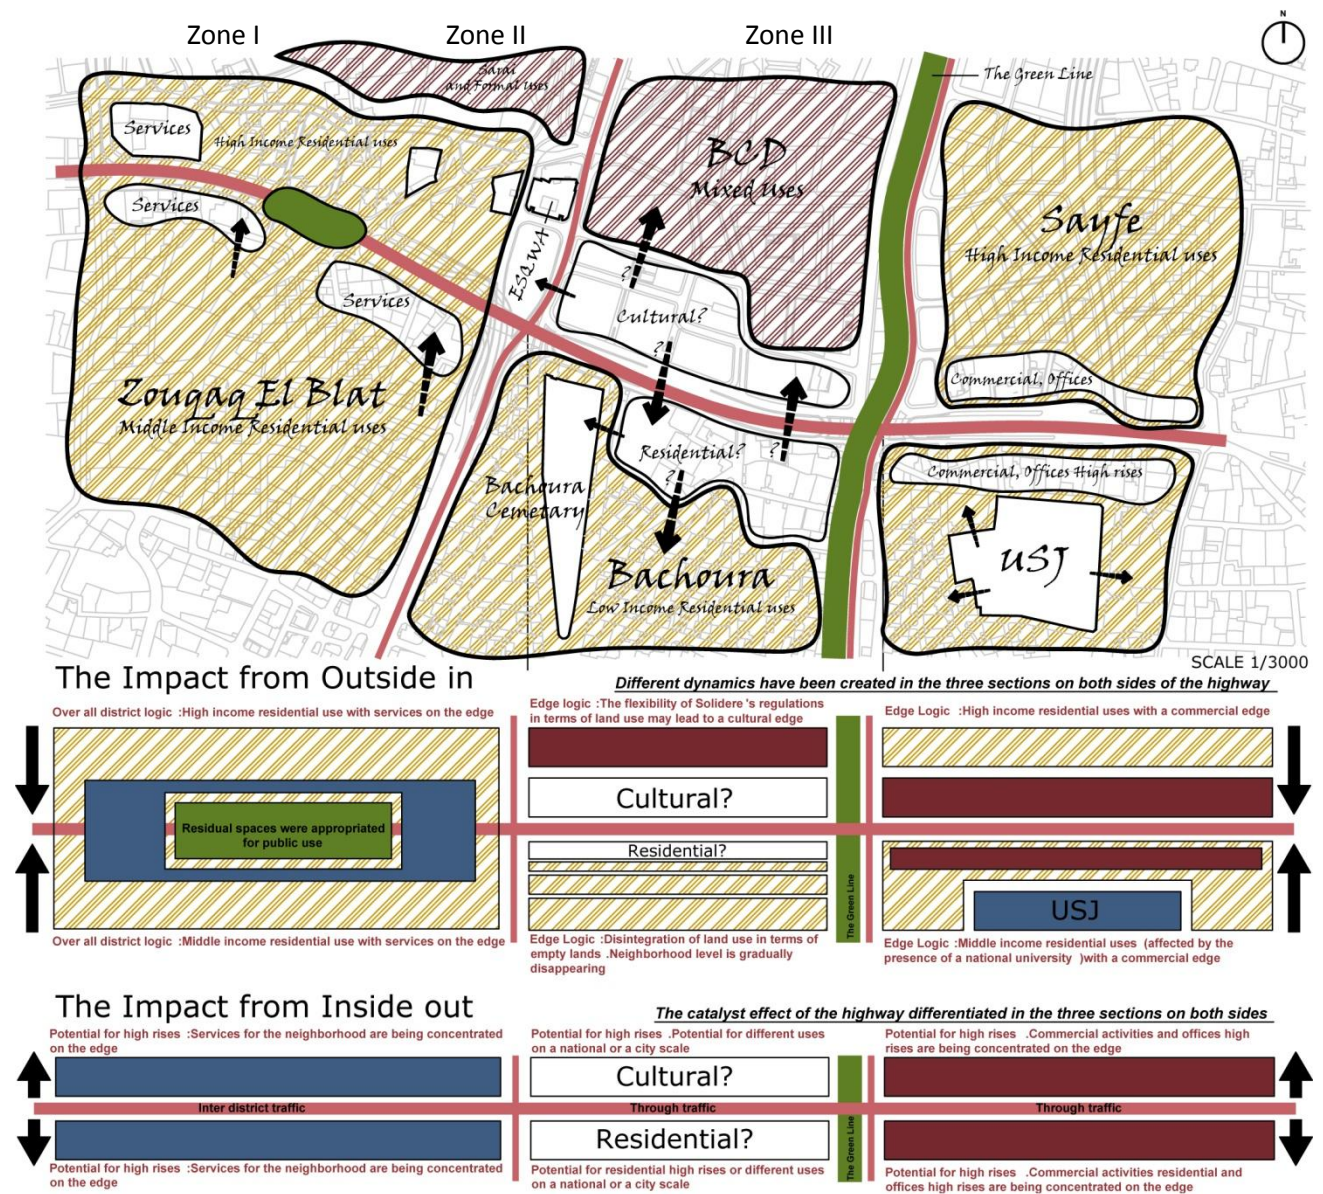 Zone I
Zone II
Zone III
N
Sarai
and Formal Uses
The Green Line
Services
High Income Residential uses
BCD
Mixed Uses
Services
Sayfe
High Income Residential uses
ESQWA
?
Services
Cultural?
?
Commercial, Offices
Zouqaq El Blat
Middle Income Residential uses
Residential?
?
?
Commercial, Offices High rises
Bachoura
Cemetary
USJ
Bachoura
Low Income Residential uses
SCALE 1/3000
The Impact from Outside in
Different dynamics have been created in the three sections on both sides of the highway
Over all district logic :High income residential use with services on the edge
Edge logic :The flexibility of Solidere 's regulations
in terms of land use may lead to a cultural edge
Edge Logic :High income residential uses with a commercial edge
Cultural?
Residual spaces were appropriated
for public use
Residential?
The Green Line
USJ
Over all district logic :Middle income residential use with services on the edge
Edge Logic :Disintegration of land use in terms of
empty lands .Neighborhood level is gradually
disappearing
Edge Logic :Middle income residential uses (affected by the
presence of a national university )with a commercial edge
The Impact from Inside out
The catalyst effect of the highway differentiated in the three sections on both sides
Potential for high rises :Services for the neighborhood are being concentrated
on the edge
Potential for high rises .Potential for different uses
on a national or a city scale
Potential for high rises .Commercial activities and offices high
rises are being concentrated on the edge
Cultural?
Inter district traffic
Through traffic
Through traffic
The Green Line
Residential?
Potential for high rises :Services for the neighborhood are being concentrated
on the edge
Potential for residential high rises or different uses
on a national or a city scale
Potential for high rises .Commercial activities residential and
offices high rises are being concentrated on the edge